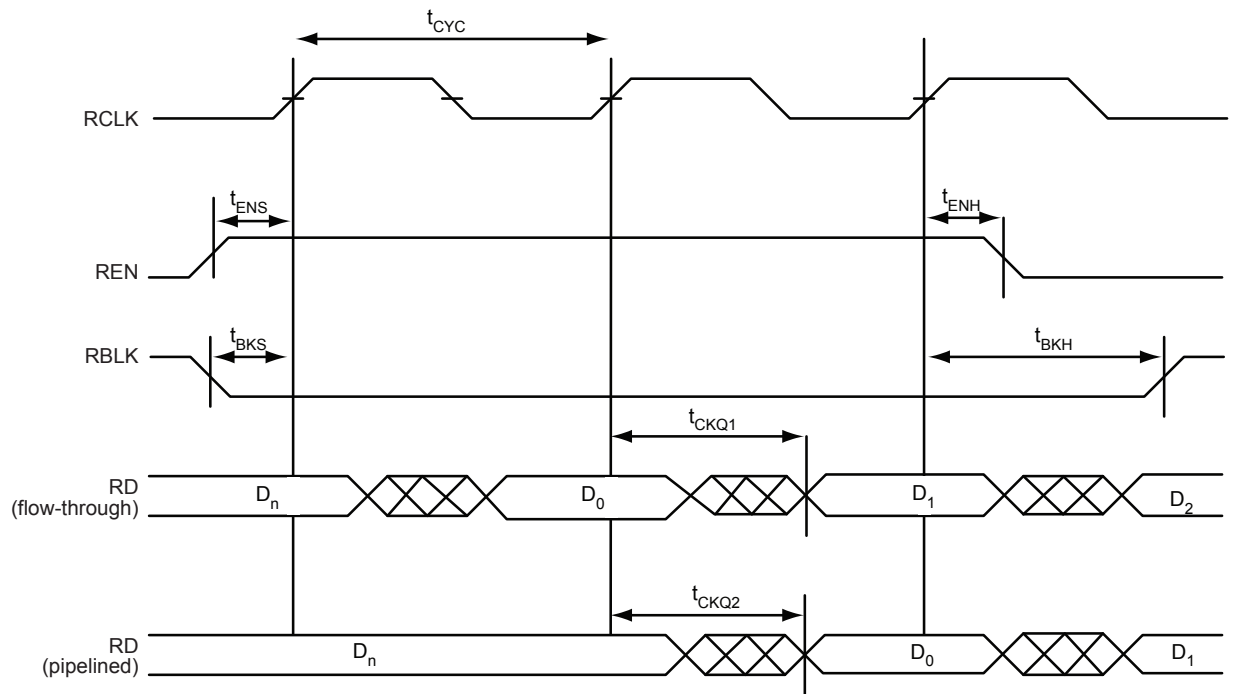 tCYC
RCLK
tENS
tENH
REN
tBKS
RBLK
tBKH
tCKQ1
RD
(flow-through)
Dn
D0
D1
D2
tCKQ2
RD
(pipelined)
Dn
D0
D1